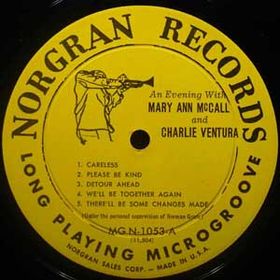 NORGRAN RECORDS
An Evening With
MARY ANN McCALL
and
CHARLIE VENTURA
1. CARELESS
2. PLEASE BE KIND
3. DETOUR AHEAD
4. WE'LL BE TOGETHER AGAIN
5. THERE'LL BE SOME CHANGES MADE
(Under the personal supervision of Norman Granz)
MG N-1053-A
(11,504)
LONG PLAYING MICROGROOVE
NORGRAN SALES CORP. - MADE IN U.S.A.